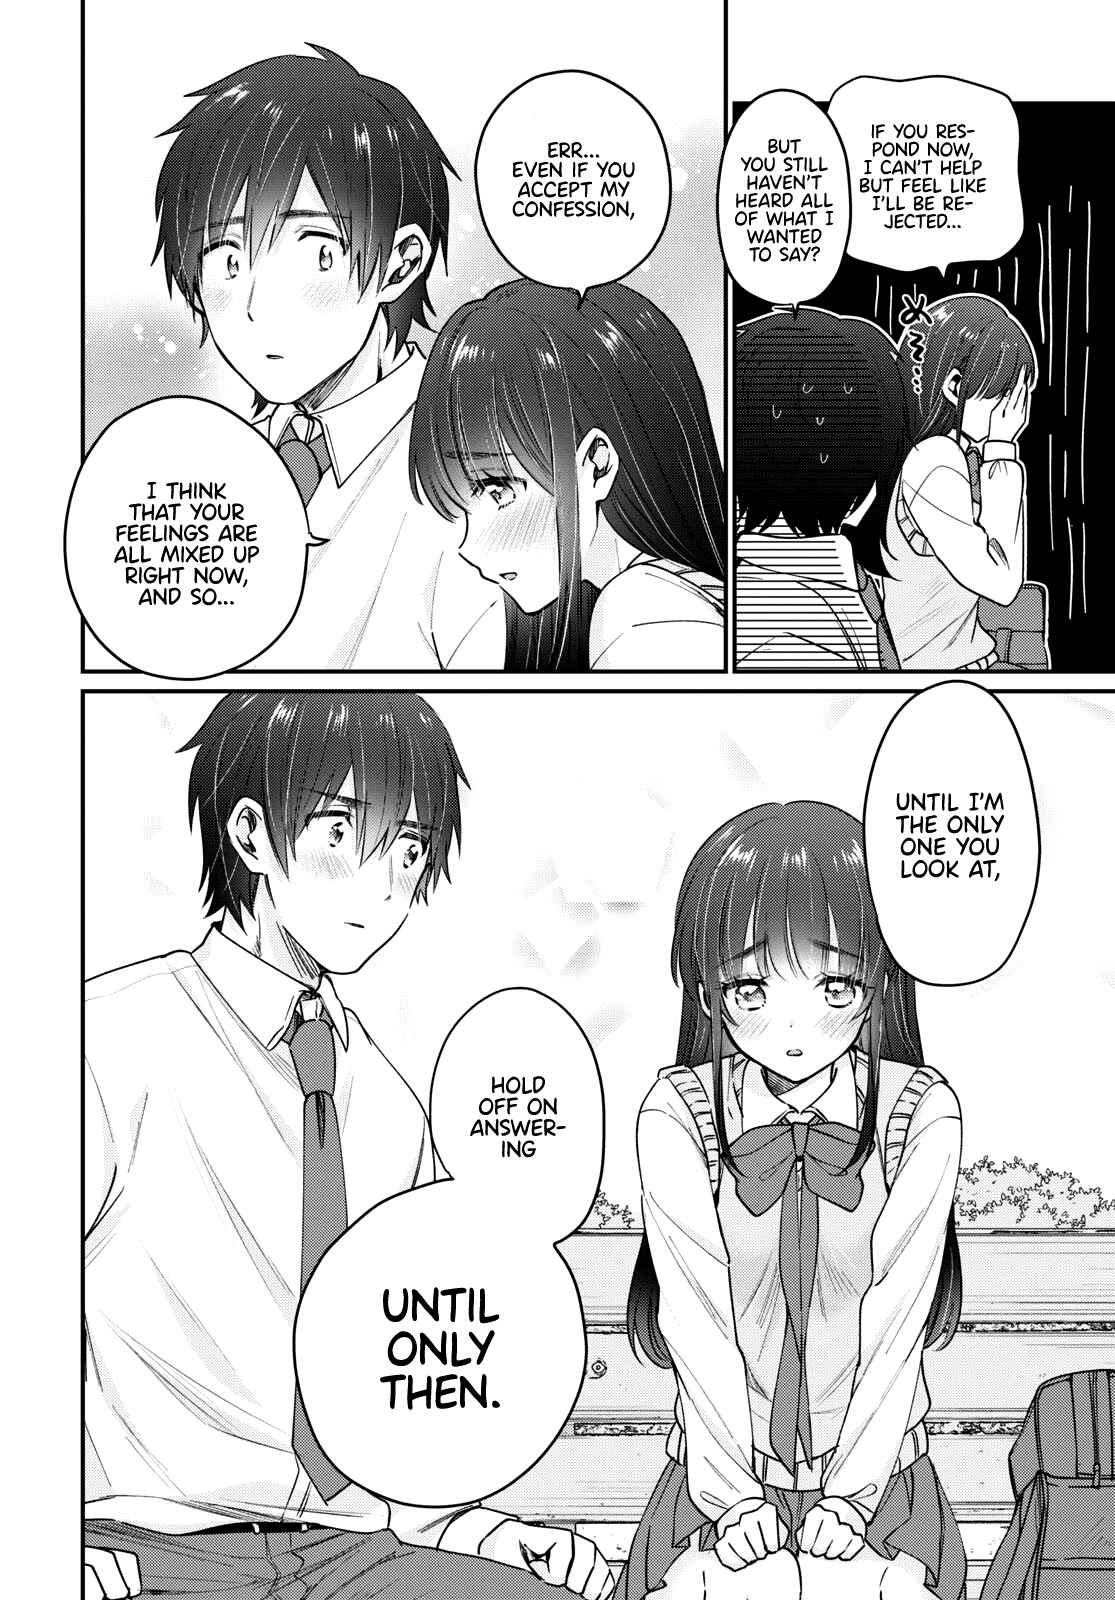 IF YOU RES-
POND NOW,
I CAN'T HELP
BUT FEEL LIKE
I'LL BE RE-
JECTED...
BUT
YOU STILL
HAVEN'T
HEARD ALL
OF WHAT I
WANTED
TO SAY?
ERR...
EVEN IF YOU
ACCEPT MY
CONFESSION,
I THINK
THAT YOUR
FEELINGS ARE
ALL MIXED UP
RIGHT NOW,
AND SO...
UNTIL I'M
THE ONLY
ONE YOU
LOOK AT,
HOLD
OFF ON
ANSWER-
ING
UNTIL
ONLY
THEN.